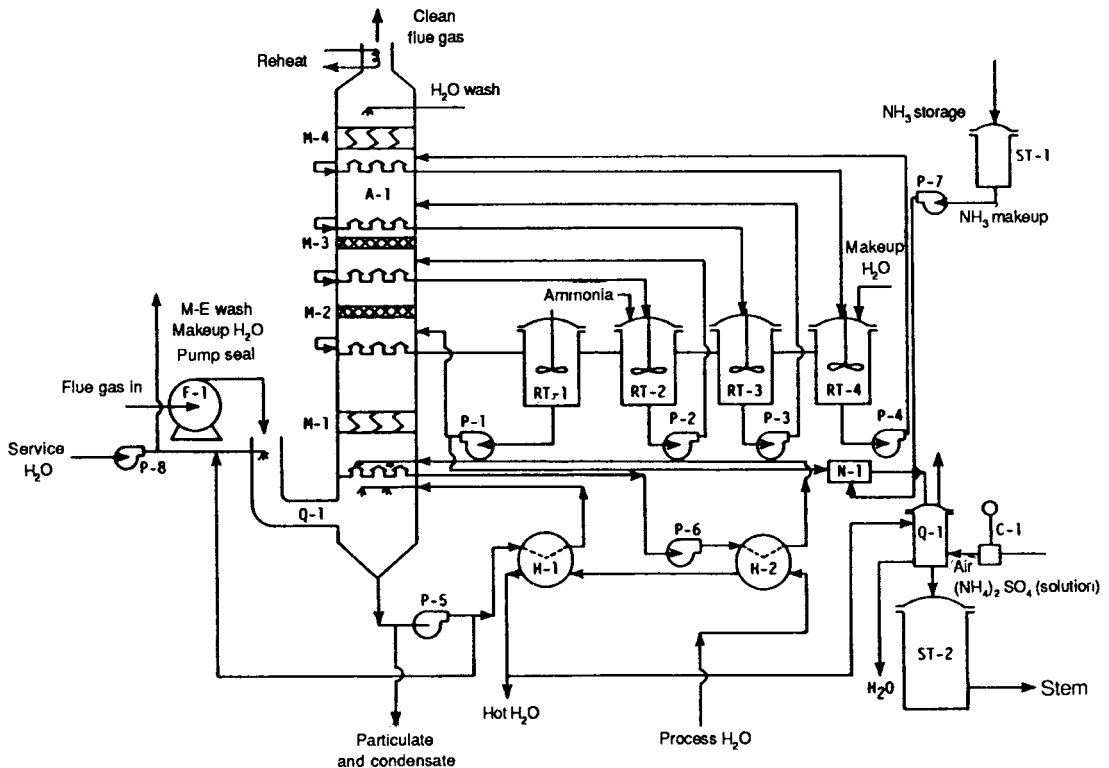 Clean
flue gas
Reheat
H₂O wash
M-4
NH₃ storage
ST-1
P-7
A-1
NH₃ makeup
M-3
Makeup
H₂O
Ammonia
M-E wash
Makeup H₂O
Pump seal
M-2
Flue gas in
F-1
RT-1
RT-2
RT-3
RT-4
M-1
P-1
P-2
P-3
P-4
Service
H₂O
P-8
N-1
Q-1
P-6
Q-1
C-1
H-1
H-2
Air
(NH₄)₂ SO₄ (solution)
P-5
ST-2
H₂O
Stem
Hot H₂O
Process H₂O
Particulate
and condensate